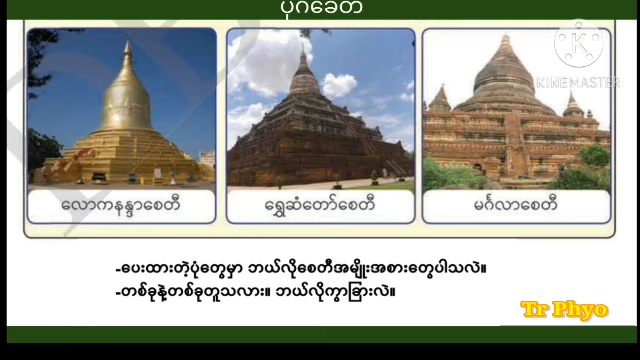 ပုဂံခေတ်
KINEMASTER
လောကနန္ဒာစေတီ
ရွှေဆံတော်စေတီ
မင်္ဂလာစေတီ
-ပေးထားတဲ့ပုံတွေမှာ ဘယ်လိုစေတီအမျိုးအစားတွေပါသလဲ။
-တစ်ခုနဲ့တစ်ခုတူသလား။ ဘယ်လိုကွာခြားလဲ။
Tr Phyo